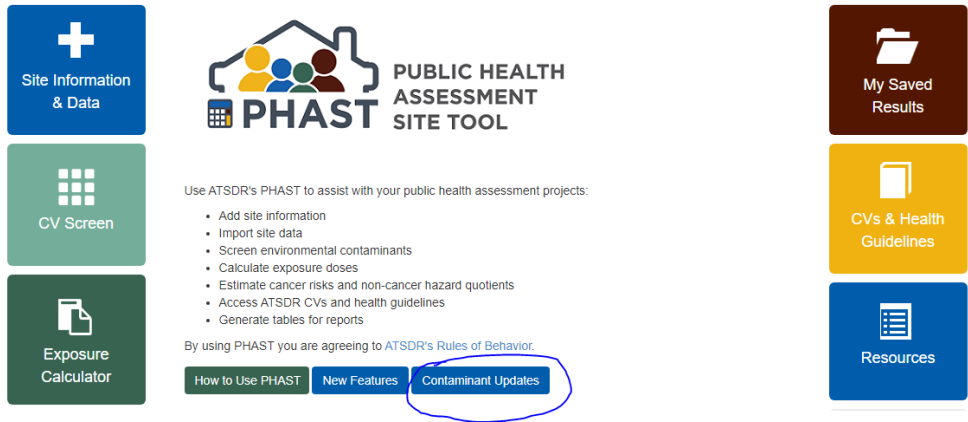 Site Information
& Data
CV Screen
Exposure
Calculator
PHAST
PUBLIC HEALTH
ASSESSMENT
SITE TOOL
Use ATSDR's PHAST to assist with your public health assessment projects:
• Add site information
• Import site data
• Screen environmental contaminants
• Calculate exposure doses
• Estimate cancer risks and non-cancer hazard quotients
• Access ATSDR CVs and health guidelines
• Generate tables for reports
By using PHAST you are agreeing to ATSDR's Rules of Behavior.
How to Use PHAST
New Features
Contaminant Updates
My Saved
Results
CVs & Health
Guidelines
Resources